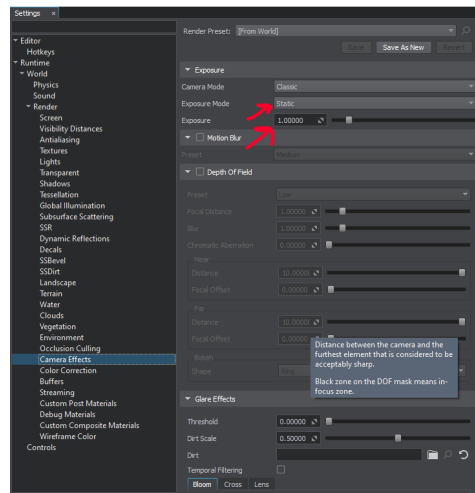 Settings ×
Render Preset: [From World]
Save Save As New Revert
Editor
Hotkeys
Runtime
World
Physics
Sound
Render
Screen
Visibility Distances
Antialiasing
Textures
Lights
Transparent
Shadows
Tessellation
Global Illumination
Subsurface Scattering
SSR
Dynamic Reflections
Decals
SSBevel
SSDirt
Landscape
Terrain
Water
Clouds
Vegetation
Environment
Occlusion Culling
Camera Effects
Color Correction
Buffers
Streaming
Custom Post Materials
Debug Materials
Custom Composite Materials
Wireframe Color
Controls
Exposure
Camera Mode Classic
Exposure Mode Static
Exposure 1.00000
Motion Blur
Preset Medium
Depth Of Field
Preset Low
Focal Distance 1.00000
Blur 1.00000
Chromatic Aberration 0.00000
Near
Distance 10.00000
Focal Offset 0.00000
Far
Distance 10.00000
Focal Offset 0.00000
Bokeh
Shape Ring
Distance between the camera and the
furthest element that is considered to be
acceptably sharp.
Black zone on the DOF mask means in-
focus zone.
Glare Effects
Threshold 0.00000
Dirt Scale 0.50000
Dirt
Temporal Filtering
Bloom Cross Lens